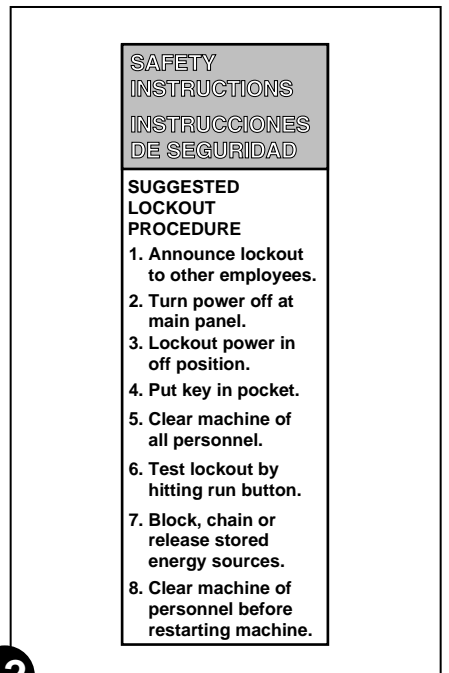 SAFETY
INSTRUCTIONS
INSTRUCCIONES
DE SEGURIDAD
SUGGESTED
LOCKOUT
PROCEDURE
1. Announce lockout
to other employees.
2. Turn power off at
main panel.
3. Lockout power in
off position.
4. Put key in pocket.
5. Clear machine of
all personnel.
6. Test lockout by
hitting run button.
7. Block, chain or
release stored
energy sources.
8. Clear machine of
personnel before
restarting machine.
2